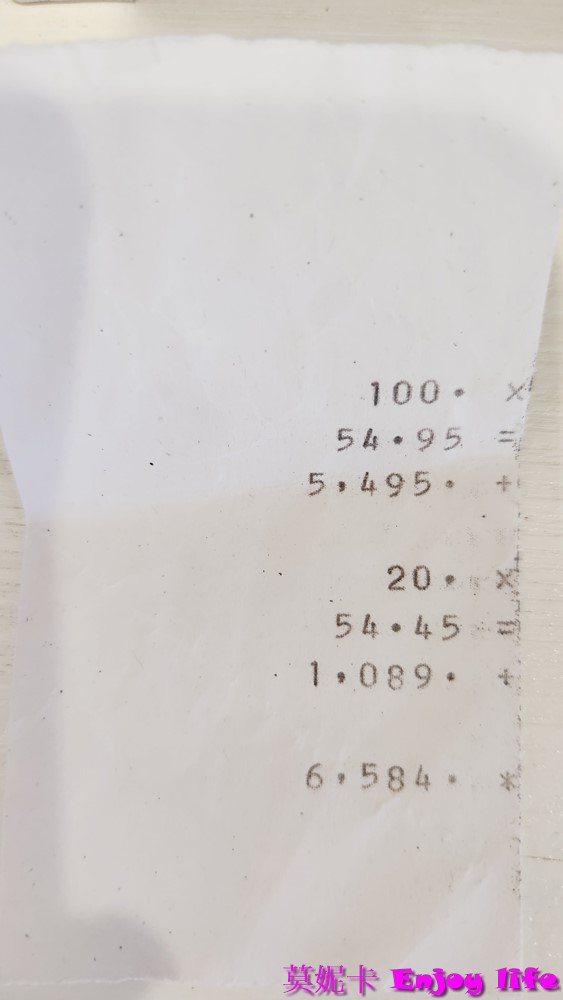 100. x
54.95 =
5,495. +
20. x
54.45 =
1,089. +
6,584. *
莫妮卡 Enjoy life